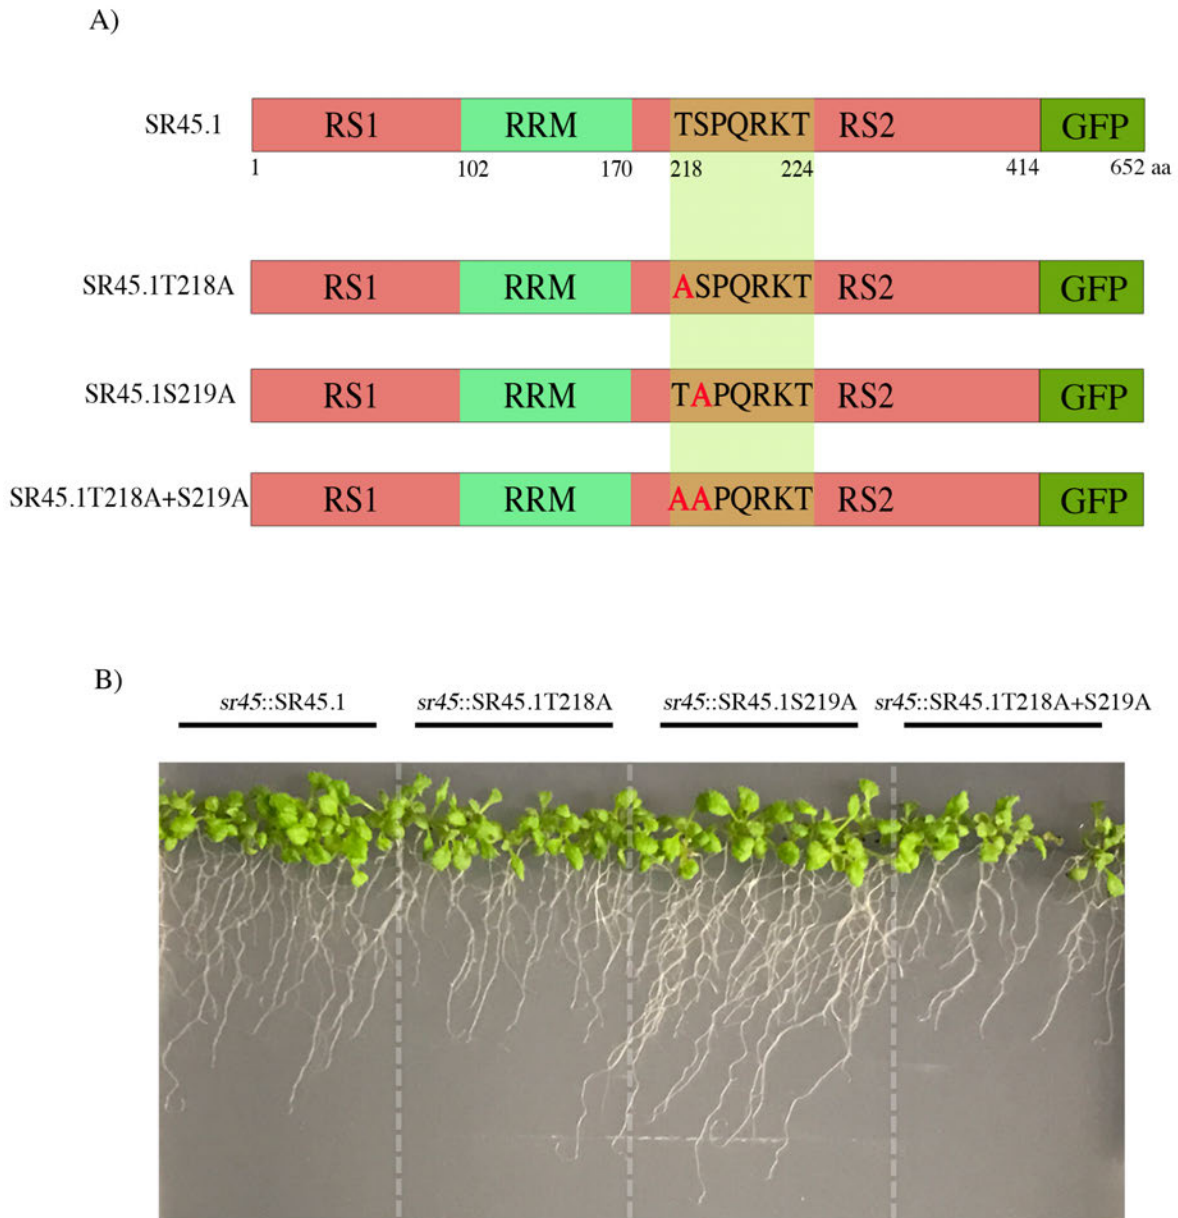 A)
SR45.1 RS1 RRM TSPQRKT RS2 GFP
1 102 170 218 224 414 652 aa
SR45.1T218A RS1 RRM ASPQRKT RS2 GFP
SR45.1S219A RS1 RRM TAPQRKT RS2 GFP
SR45.1T218A+S219A RS1 RRM AAPQRKT RS2 GFP
B)
sr45::SR45.1 sr45::SR45.1T218A sr45::SR45.1S219A sr45::SR45.1T218A+S219A